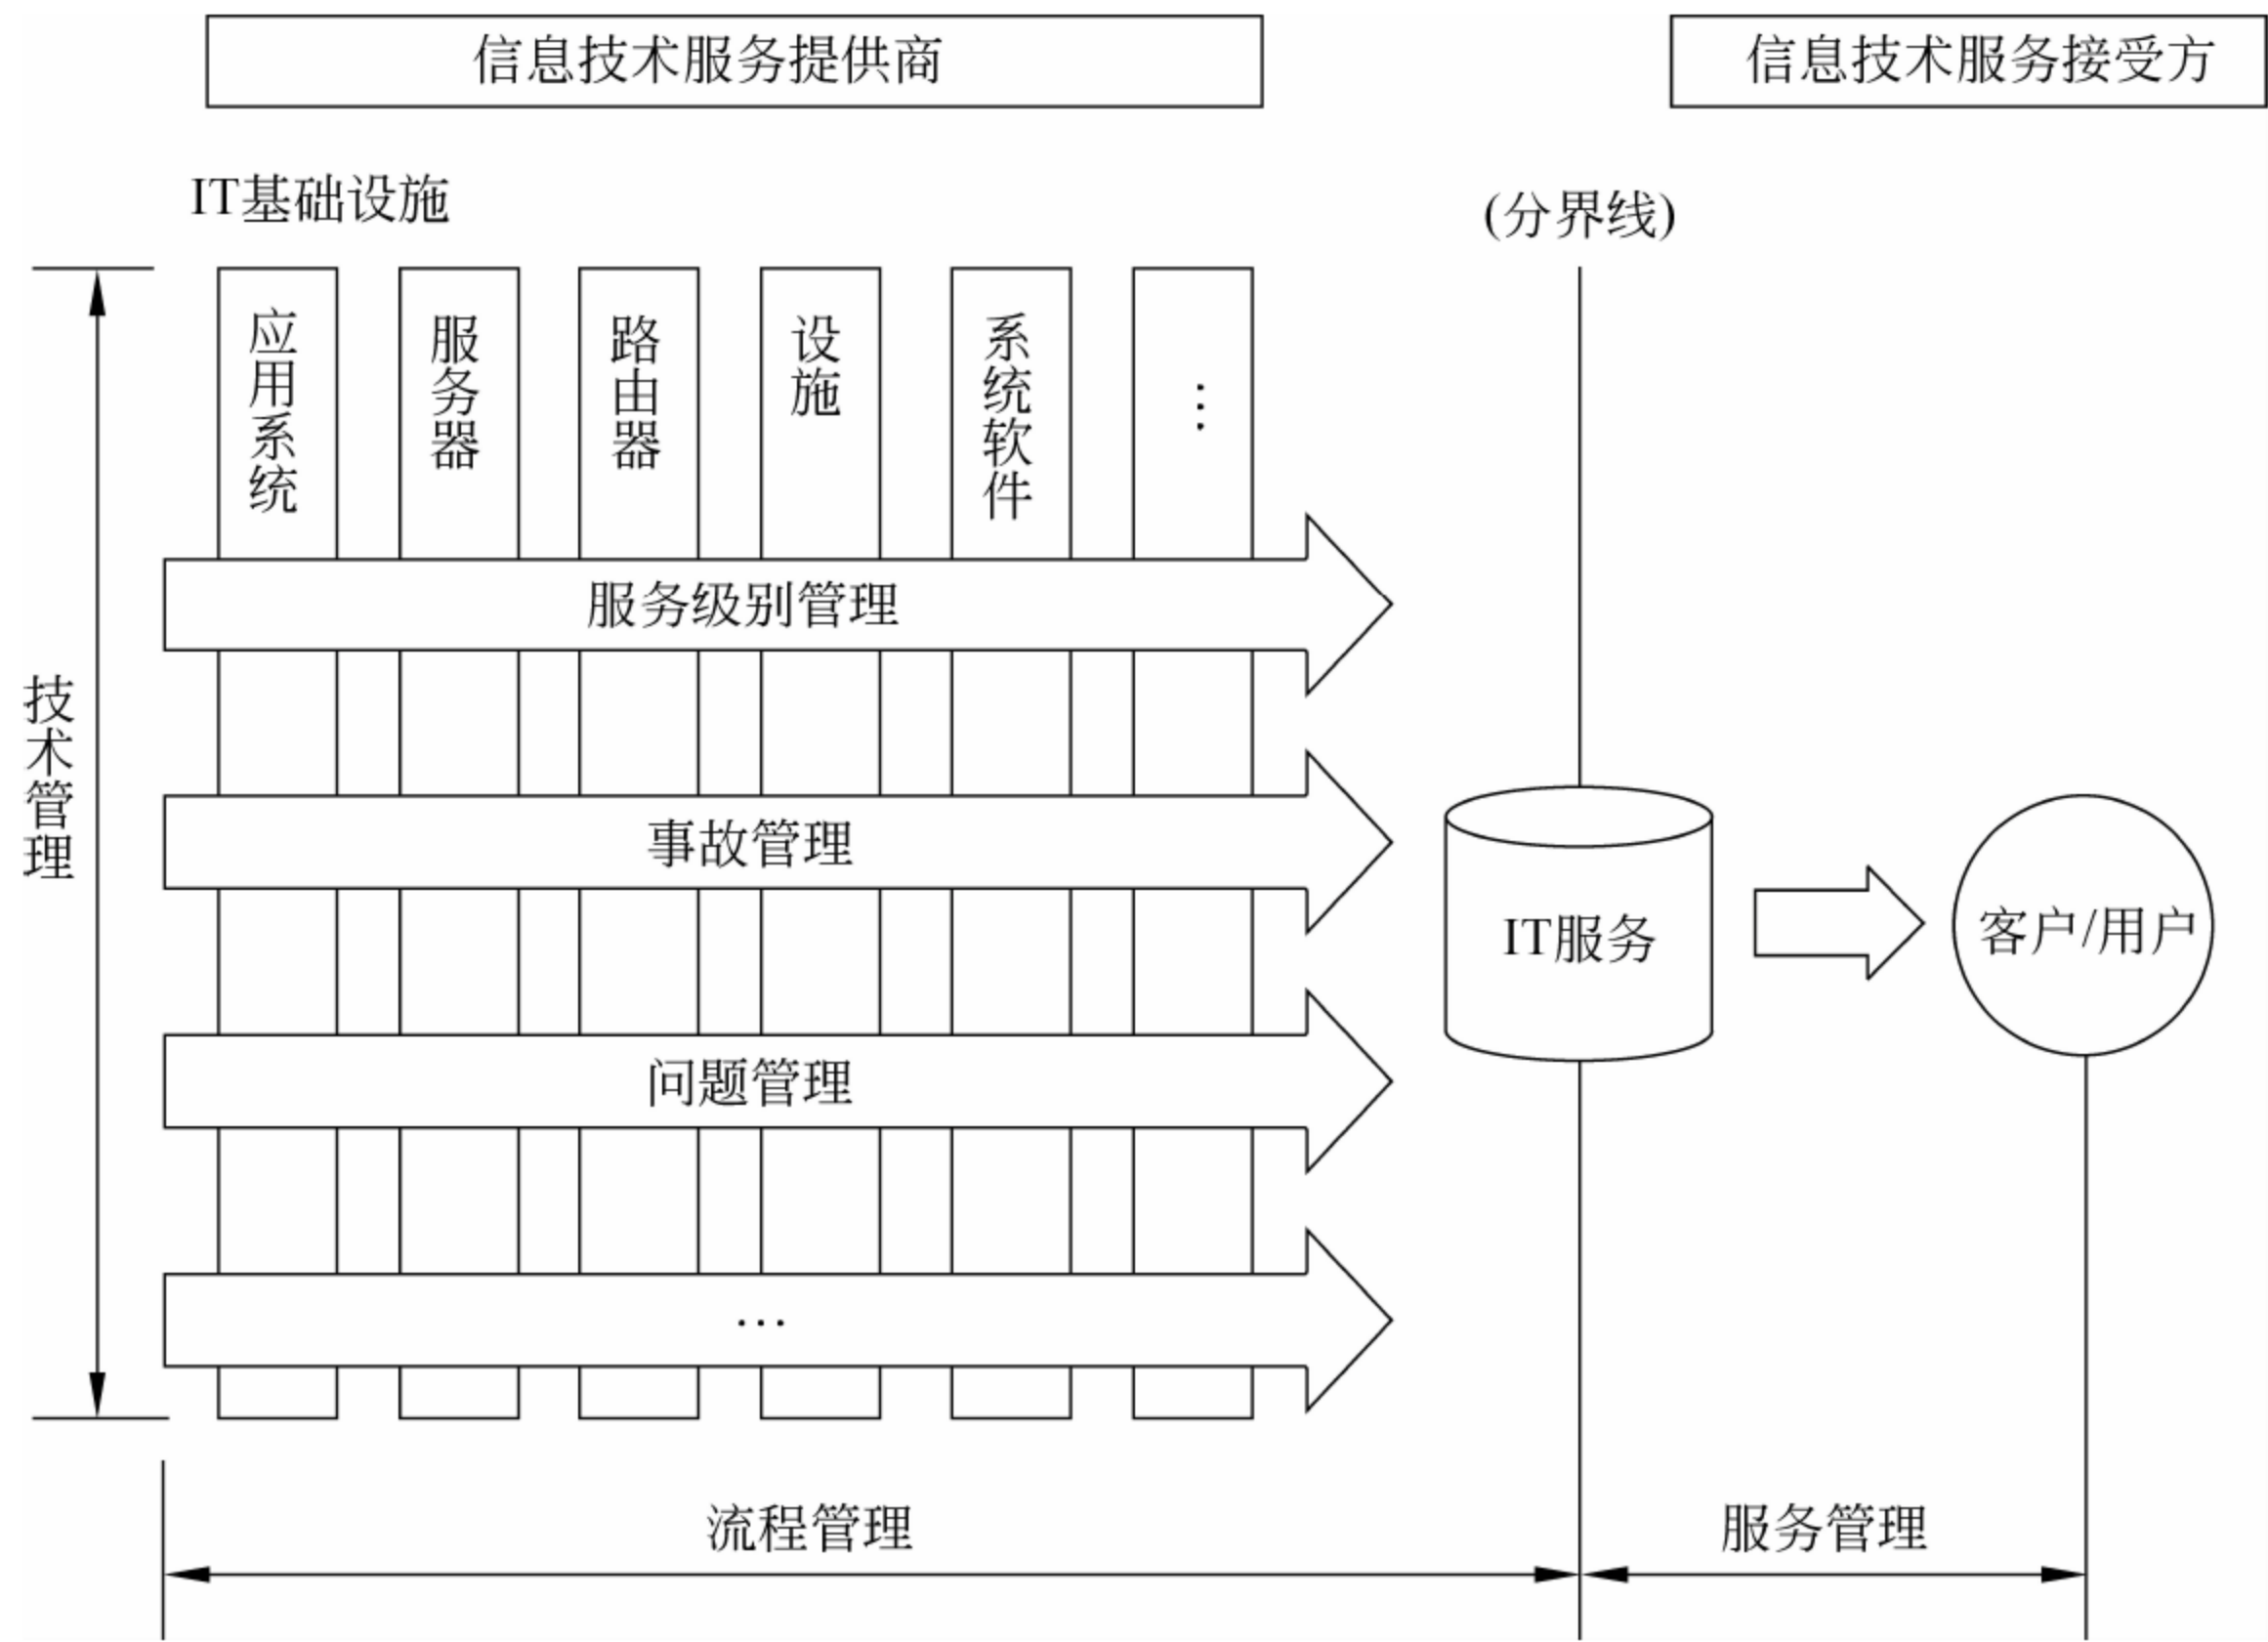 信息技术服务提供商
信息技术服务接受方
IT基础设施
(分界线)
应用系统
服务器
路由器
设施
系统软件
⋮
服务级别管理
事故管理
问题管理
…
技术管理
IT服务
客户/用户
流程管理
服务管理